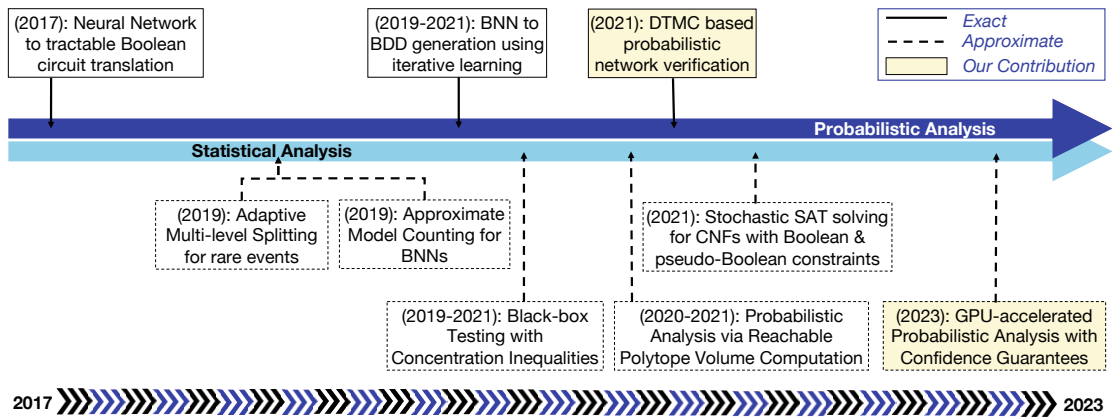 (2017): Neural Network
to tractable Boolean
circuit translation
(2019-2021): BNN to
BDD generation using
iterative learning
(2021): DTMC based
probabilistic
network verification
Exact
Approximate
Our Contribution
Probabilistic Analysis
Statistical Analysis
(2019): Adaptive
Multi-level Splitting
for rare events
(2019): Approximate
Model Counting for
BNNs
(2021): Stochastic SAT solving
for CNFs with Boolean &
pseudo-Boolean constraints
(2019-2021): Black-box
Testing with
Concentration Inequalities
(2020-2021): Probabilistic
Analysis via Reachable
Polytope Volume Computation
(2023): GPU-accelerated
Probabilistic Analysis with
Confidence Guarantees
2017
2023